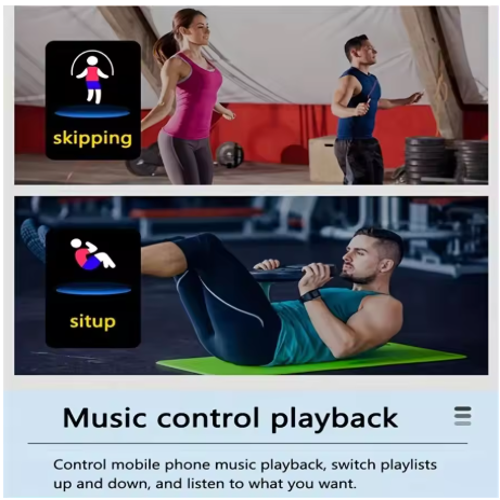 skipping
situp
Music control playback
Control mobile phone music playback, switch playlists
up and down, and listen to what you want.